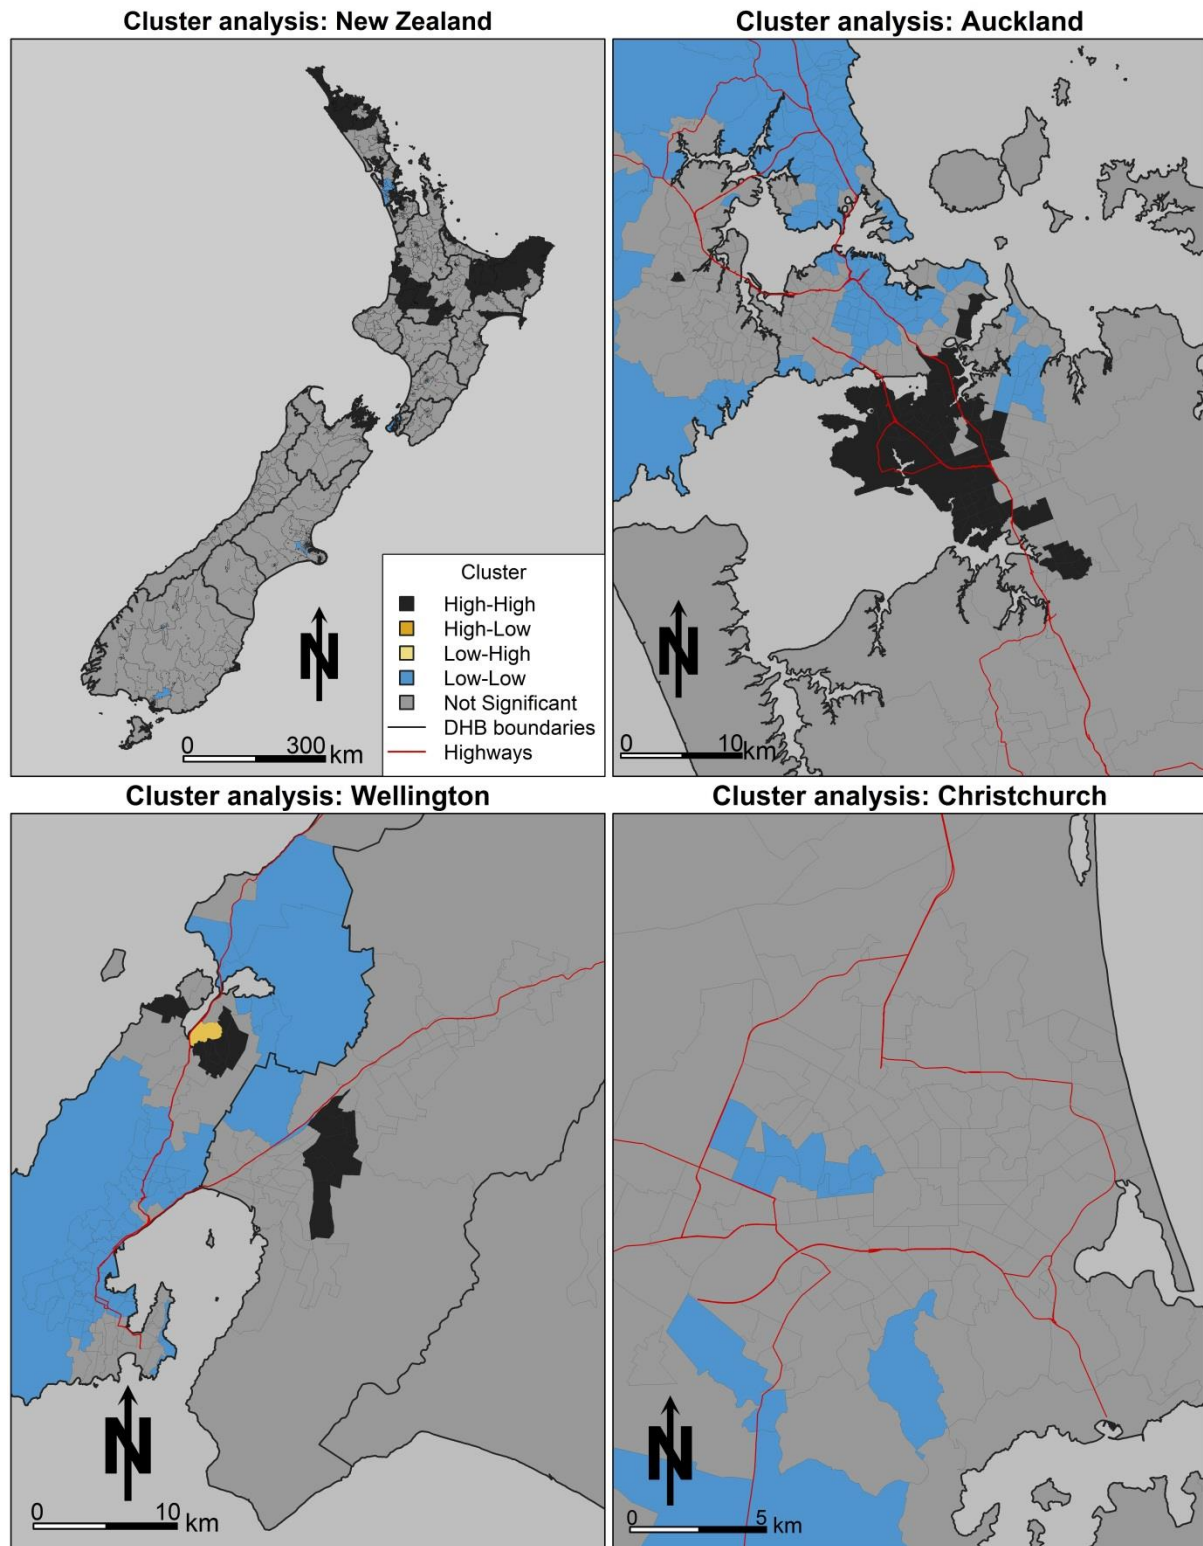 Cluster analysis: New Zealand
Cluster
High-High
High-Low
Low-High
Low-Low
Not Significant
DHB boundaries
Highways
N
0 300 km
Cluster analysis: Auckland
N
0 10 km
Cluster analysis: Wellington
N
0 10 km
Cluster analysis: Christchurch
N
0 5 km